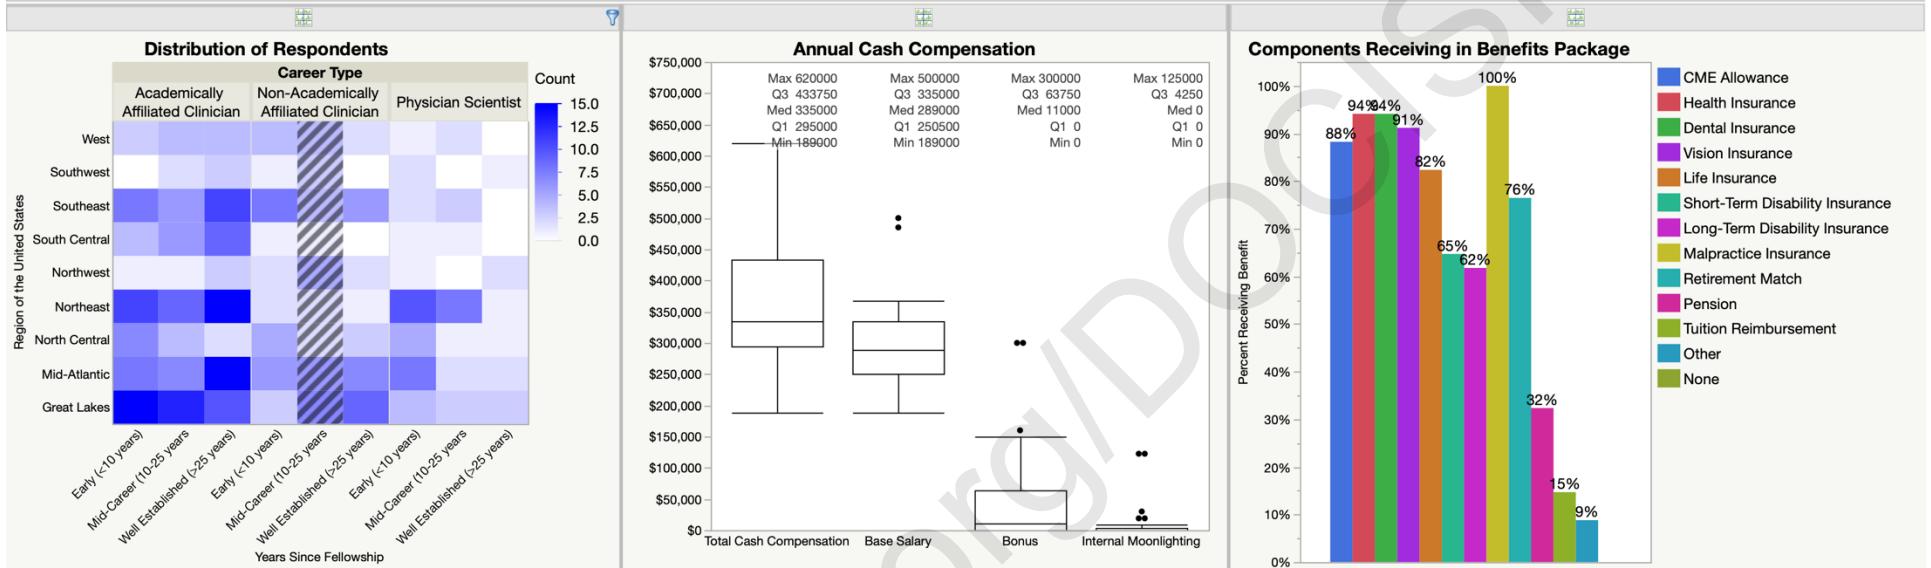 Distribution of Respondents
Career Type
Academically
Affiliated Clinician
Non-Academically
Affiliated Clinician
Physician Scientist
Region of the United States
West
Southwest
Southeast
South Central
Northwest
Northeast
North Central
Mid-Atlantic
Great Lakes
Early (<10 years)
Mid-Career (10-25 years
Well Established (>25 years)
Early (<10 years)
Mid-Career (10-25 years
Well Established (>25 years)
Early (<10 years)
Mid-Career (10-25 years
Well Established (>25 years)
Years Since Fellowship
Count
15.0
12.5
10.0
7.5
5.0
2.5
0.0
Annual Cash Compensation
$750,000
$700,000
$650,000
$600,000
$550,000
$500,000
$450,000
$400,000
$350,000
$300,000
$250,000
$200,000
$150,000
$100,000
$50,000
$0
Max 620000
Q3 433750
Med 335000
Q1 295000
Min 189000
Max 500000
Q3 335000
Med 289000
Q1 250500
Min 189000
Max 300000
Q3 63750
Med 11000
Q1 0
Min 0
Max 125000
Q3 4250
Med 0
Q1 0
Min 0
Total Cash Compensation
Base Salary
Bonus
Internal Moonlighting
Components Receiving in Benefits Package
Percent Receiving Benefit
100%
90%
80%
70%
60%
50%
40%
30%
20%
10%
0%
88%
94%
94%
91%
82%
65%
62%
100%
76%
32%
15%
9%
CME Allowance
Health Insurance
Dental Insurance
Vision Insurance
Life Insurance
Short-Term Disability Insurance
Long-Term Disability Insurance
Malpractice Insurance
Retirement Match
Pension
Tuition Reimbursement
Other
None